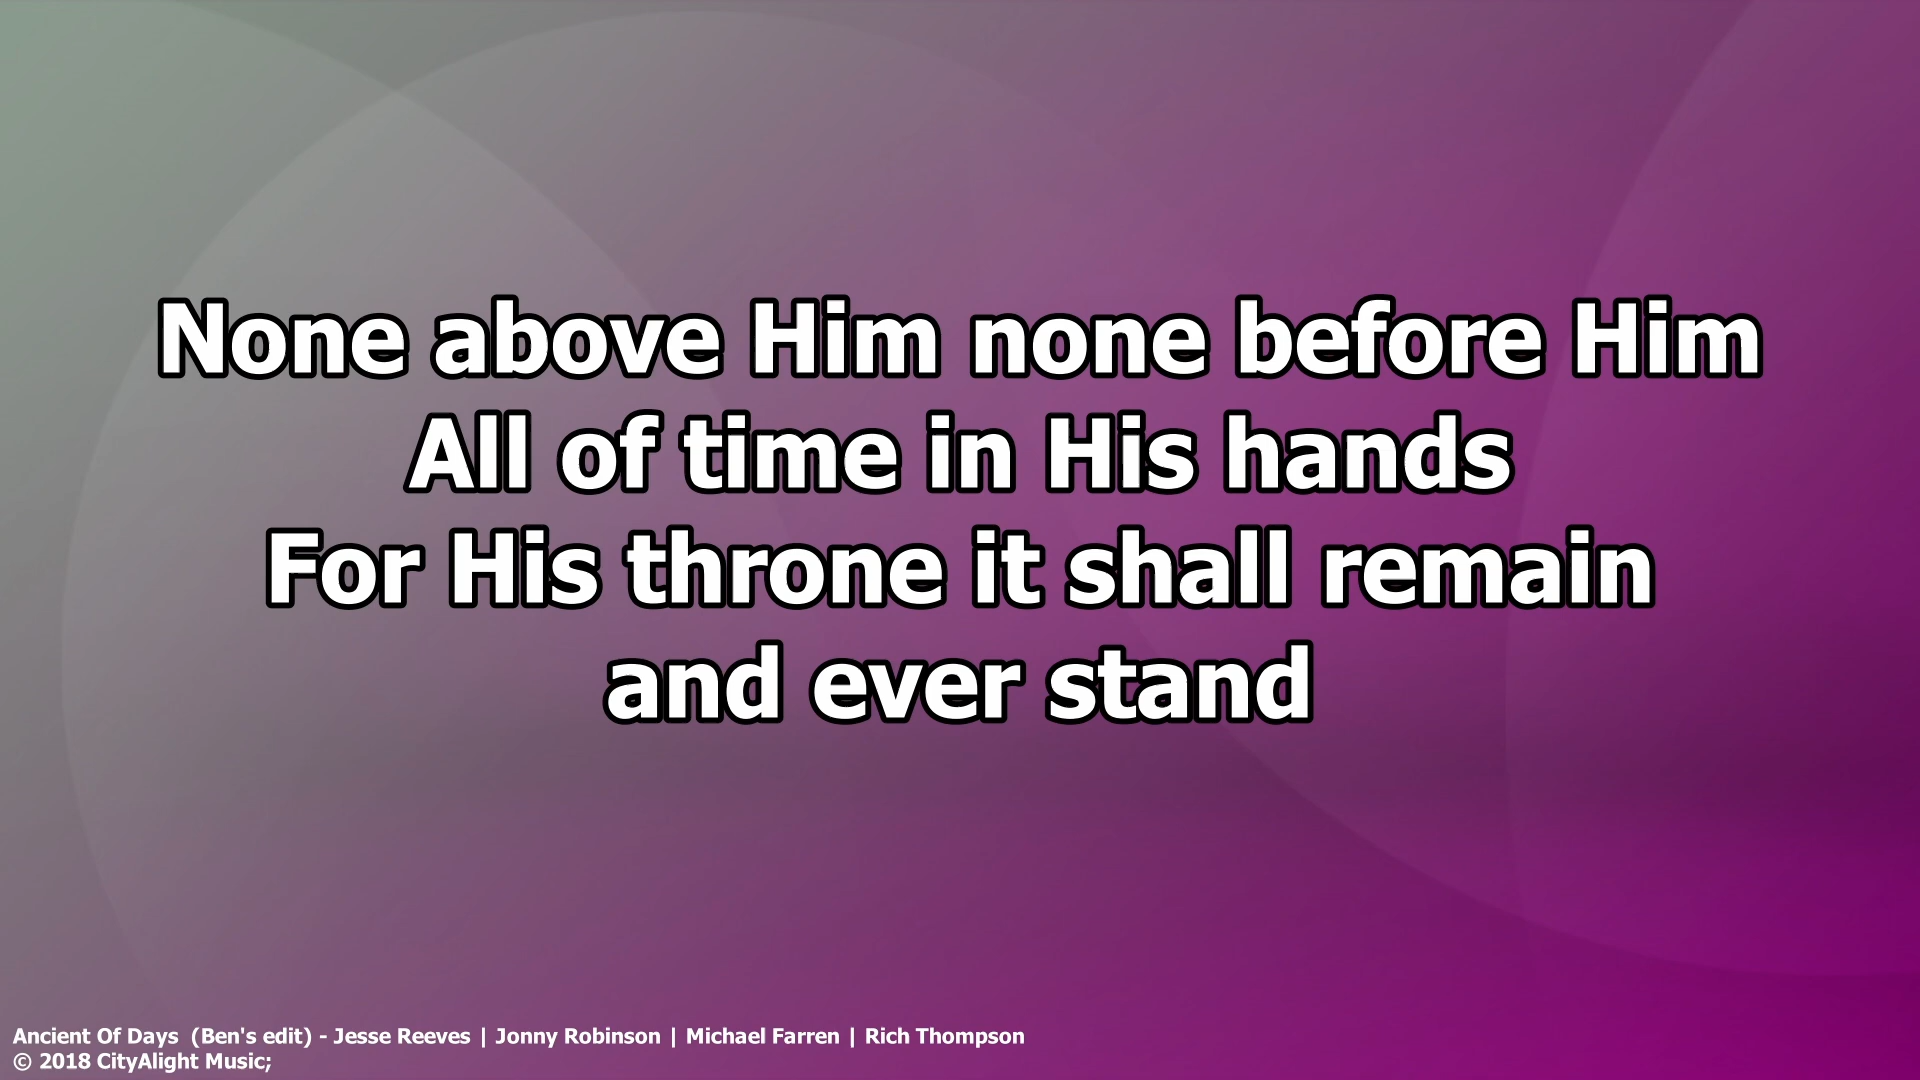 None above Him none before Him
All of time in His hands
For His throne it shall remain
and ever stand
Ancient Of Days  (Ben's edit) - Jesse Reeves | Jonny Robinson | Michael Farren | Rich Thompson
© 2018 CityAlight Music;